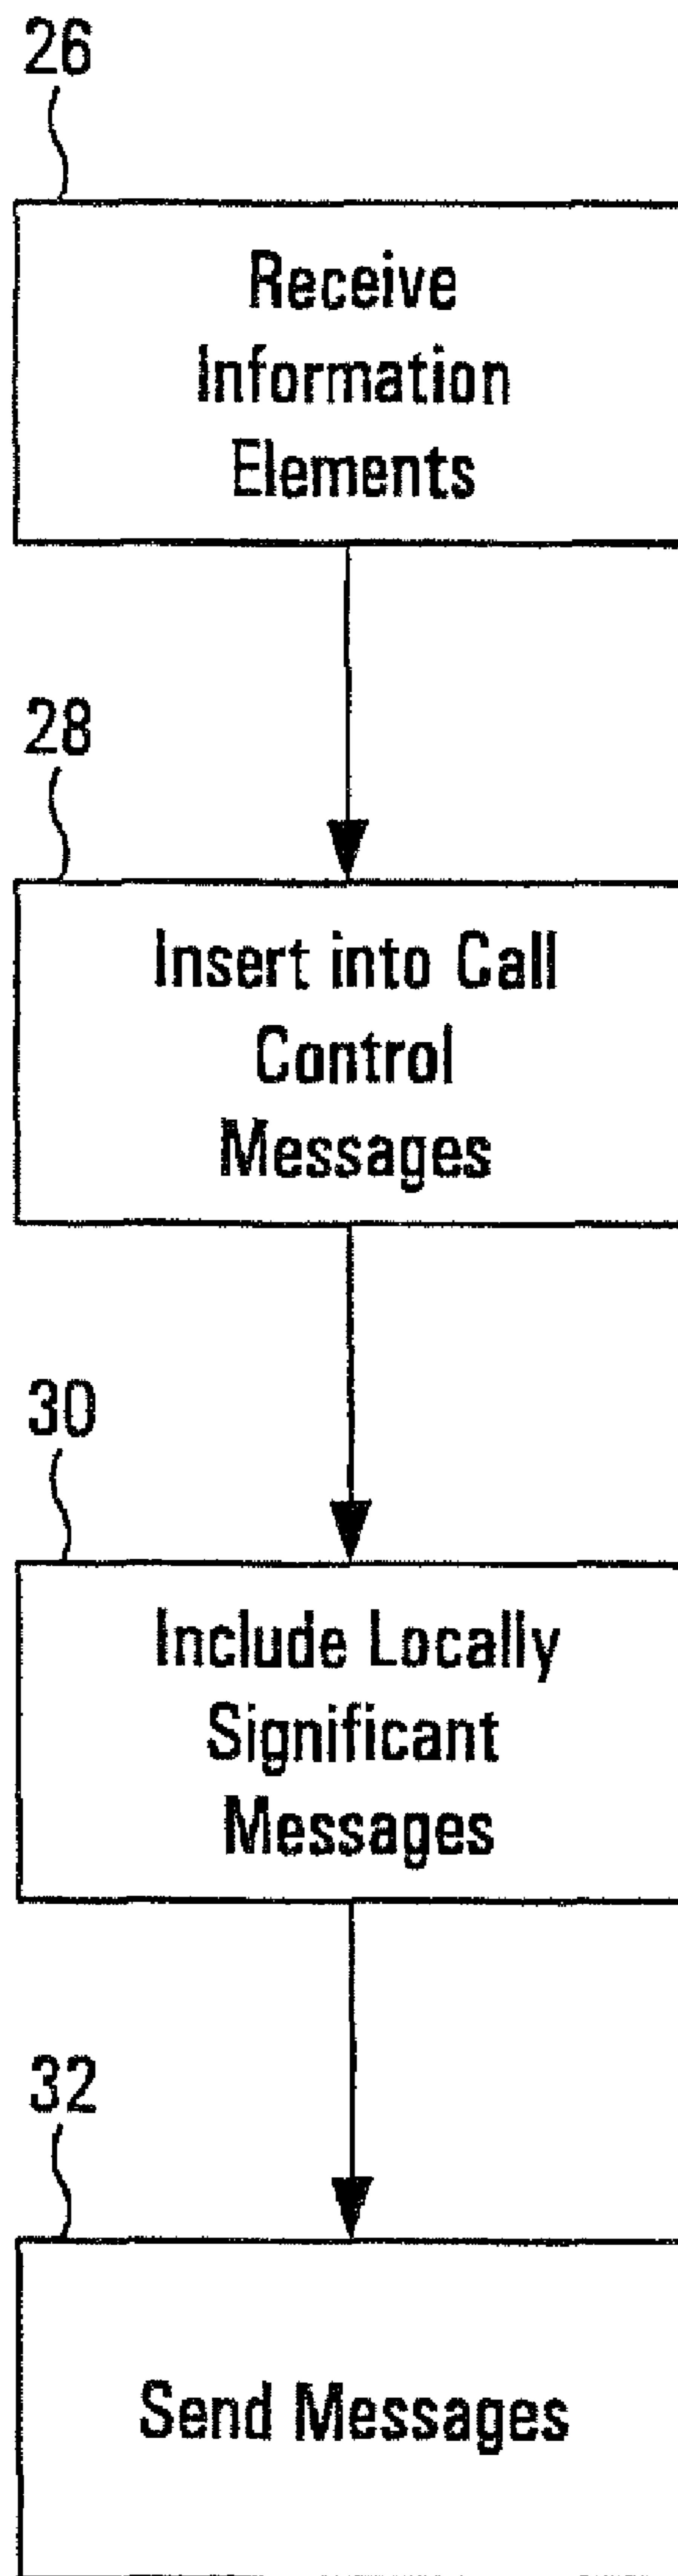 26
Receive
Information
Elements
28
Insert into Call
Control
Messages
30
Include Locally
Significant
Messages
32
Send Messages